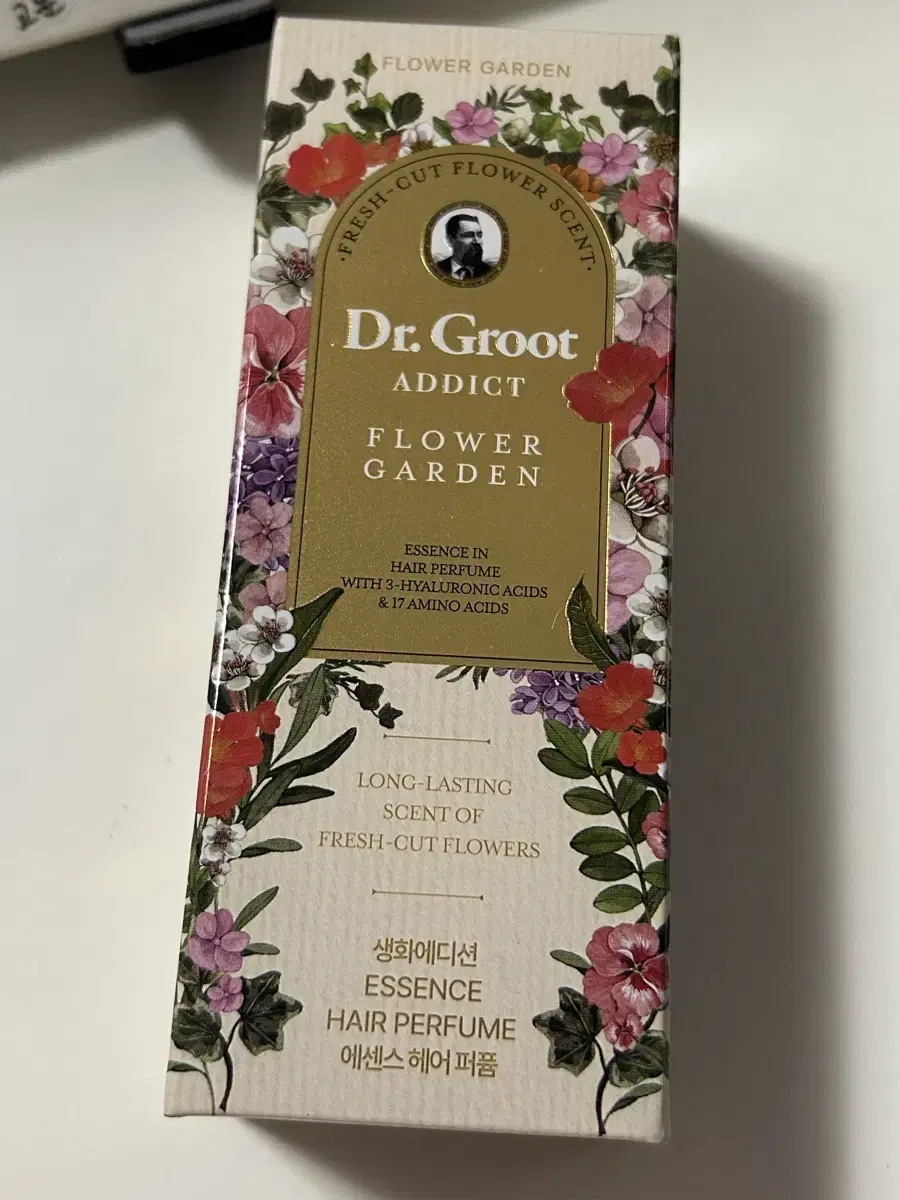 FLOWER GARDEN
·FRESH-CUT FLOWER SCENT·
Dr. Groot
ADDICT
FLOWER
GARDEN
ESSENCE IN
HAIR PERFUME
WITH 3-HYALURONIC ACIDS
& 17 AMINO ACIDS
LONG-LASTING
SCENT OF
FRESH-CUT FLOWERS
생화에디션
ESSENCE
HAIR PERFUME
에센스 헤어 퍼퓸